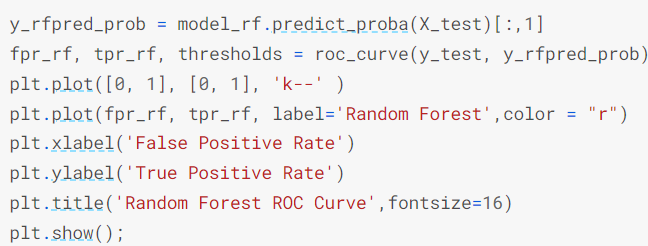 y_rfpred_prob = model_rf.predict_proba(X_test)[:,1]
fpr_rf, tpr_rf, thresholds = roc_curve(y_test, y_rfpred_prob)
plt.plot([0, 1], [0, 1], 'k--' )
plt.plot(fpr_rf, tpr_rf, label='Random Forest',color = "r")
plt.xlabel('False Positive Rate')
plt.ylabel('True Positive Rate')
plt.title('Random Forest ROC Curve',fontsize=16)
plt.show();